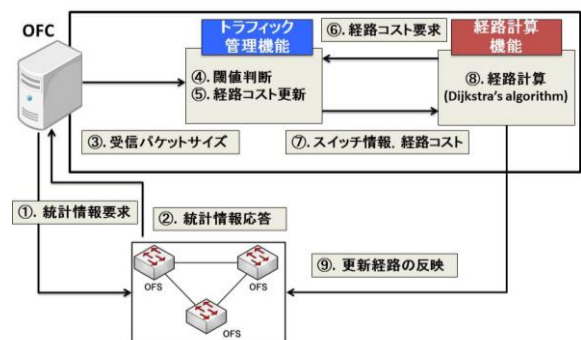 OFC
トラフィック
管理機能
④. 閾値判断
⑤. 経路コスト更新
⑥. 経路コスト要求
経路計算
機能
⑧. 経路計算
(Dijkstra's algorithm)
③. 受信パケットサイズ
⑦. スイッチ情報, 経路コスト
①. 統計情報要求
②. 統計情報応答
OFS
OFS
OFS
⑨. 更新経路の反映